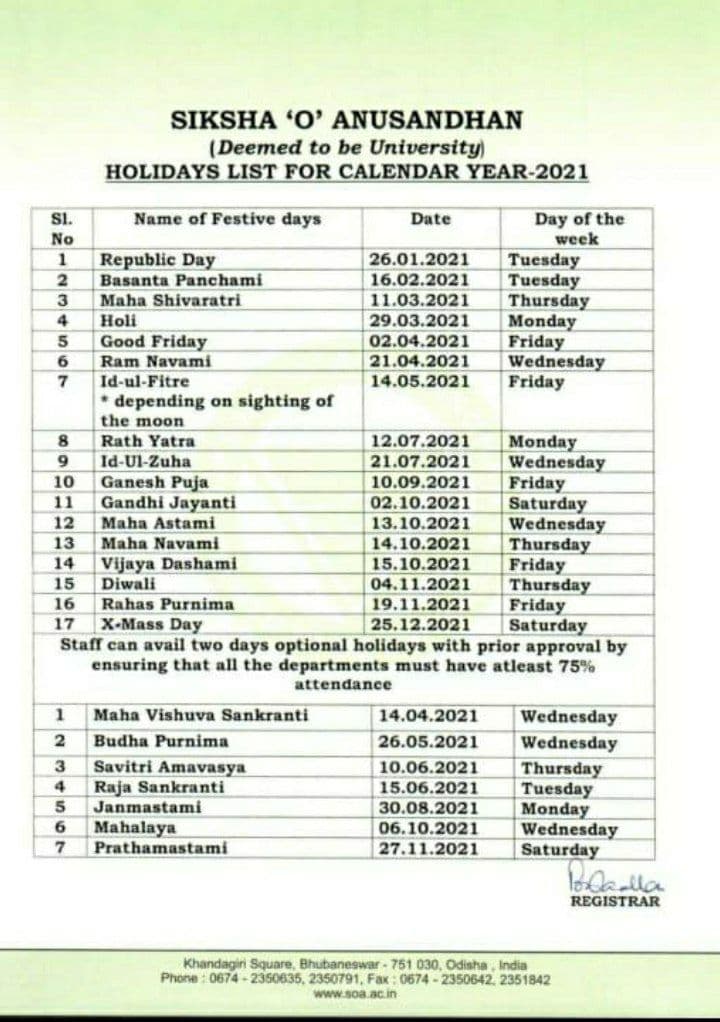 SIKSHA ‘O’ ANUSANDHAN
(Deemed to be University)
HOLIDAYS LIST FOR CALENDAR YEAR-2021
Sl. No Name of Festive days Date Day of the week
1 Republic Day 26.01.2021 Tuesday
2 Basanta Panchami 16.02.2021 Tuesday
3 Maha Shivaratri 11.03.2021 Thursday
4 Holi 29.03.2021 Monday
5 Good Friday 02.04.2021 Friday
6 Ram Navami 21.04.2021 Wednesday
7 Id-ul-Fitre 14.05.2021 Friday
* depending on sighting of
the moon
8 Rath Yatra 12.07.2021 Monday
9 Id-Ul-Zuha 21.07.2021 Wednesday
10 Ganesh Puja 10.09.2021 Friday
11 Gandhi Jayanti 02.10.2021 Saturday
12 Maha Astami 13.10.2021 Wednesday
13 Maha Navami 14.10.2021 Thursday
14 Vijaya Dashami 15.10.2021 Friday
15 Diwali 04.11.2021 Thursday
16 Rahas Purnima 19.11.2021 Friday
17 X-Mass Day 25.12.2021 Saturday
Staff can avail two days optional holidays with prior approval by
ensuring that all the departments must have atleast 75%
attendance
1 Maha Vishuva Sankranti 14.04.2021 Wednesday
2 Budha Purnima 26.05.2021 Wednesday
3 Savitri Amavasya 10.06.2021 Thursday
4 Raja Sankranti 15.06.2021 Tuesday
5 Janmastami 30.08.2021 Monday
6 Mahalaya 06.10.2021 Wednesday
7 Prathamastami 27.11.2021 Saturday
REGISTRAR
Khandagiri Square, Bhubaneswar - 751 030, Odisha , India
Phone : 0674 - 2350635, 2350791, Fax : 0674 - 2350642, 2351842
www.soa.ac.in